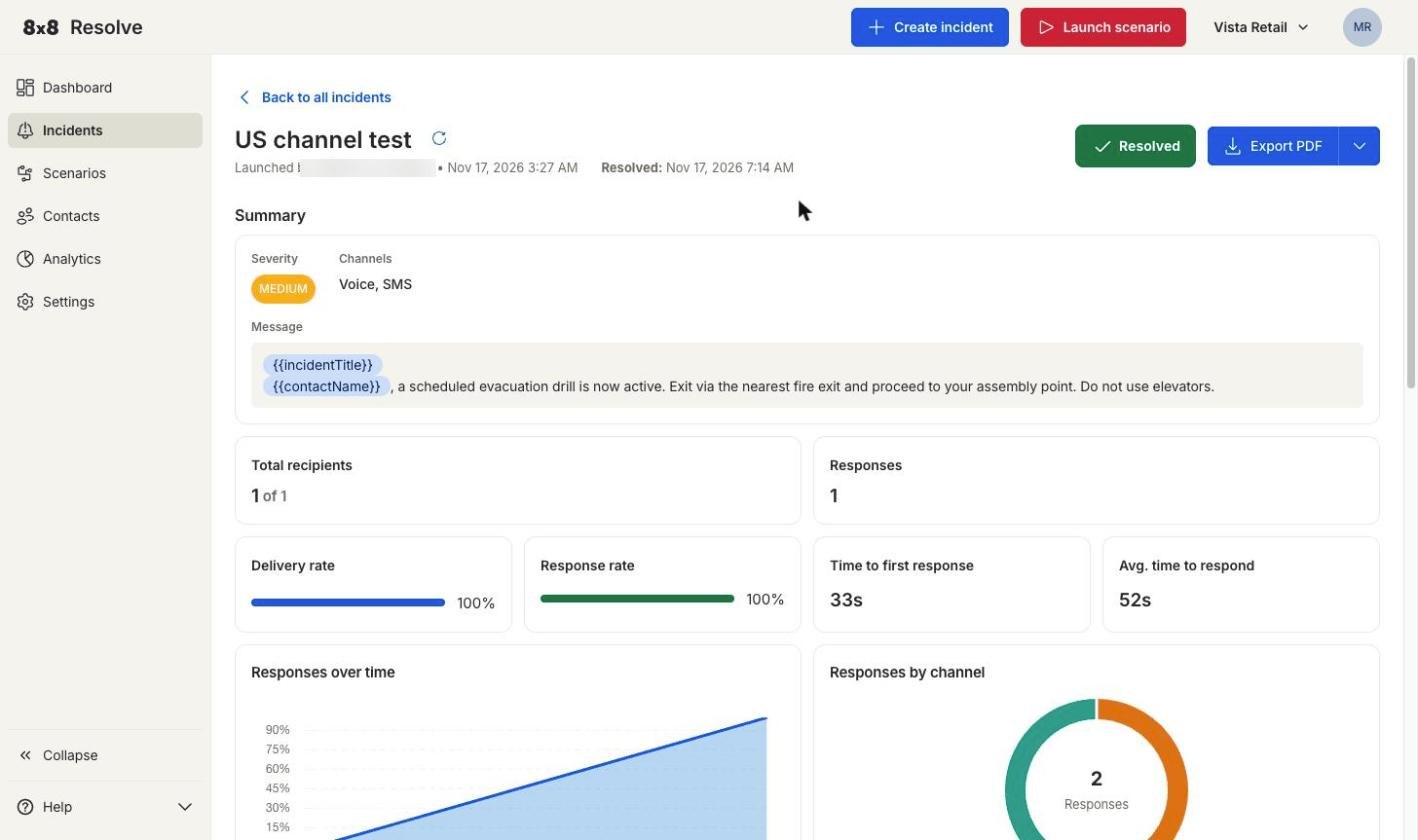 8x8 Resolve
Create incident
Launch scenario
Vista Retail
MR
Dashboard
Incidents
Scenarios
Contacts
Analytics
Settings
Collapse
Help
Back to all incidents
US channel test
Resolved
Export PDF
Launched • Nov 17, 2026 3:27 AM Resolved: Nov 17, 2026 7:14 AM
Summary
Severity
Channels
MEDIUM
Voice, SMS
Message
{{incidentTitle}}
{{contactName}} , a scheduled evacuation drill is now active. Exit via the nearest fire exit and proceed to your assembly point. Do not use elevators.
Total recipients
1 of 1
Responses
1
Delivery rate
100%
Response rate
100%
Time to first response
33s
Avg. time to respond
52s
Responses over time
90%
75%
60%
45%
30%
15%
Responses by channel
2
Responses